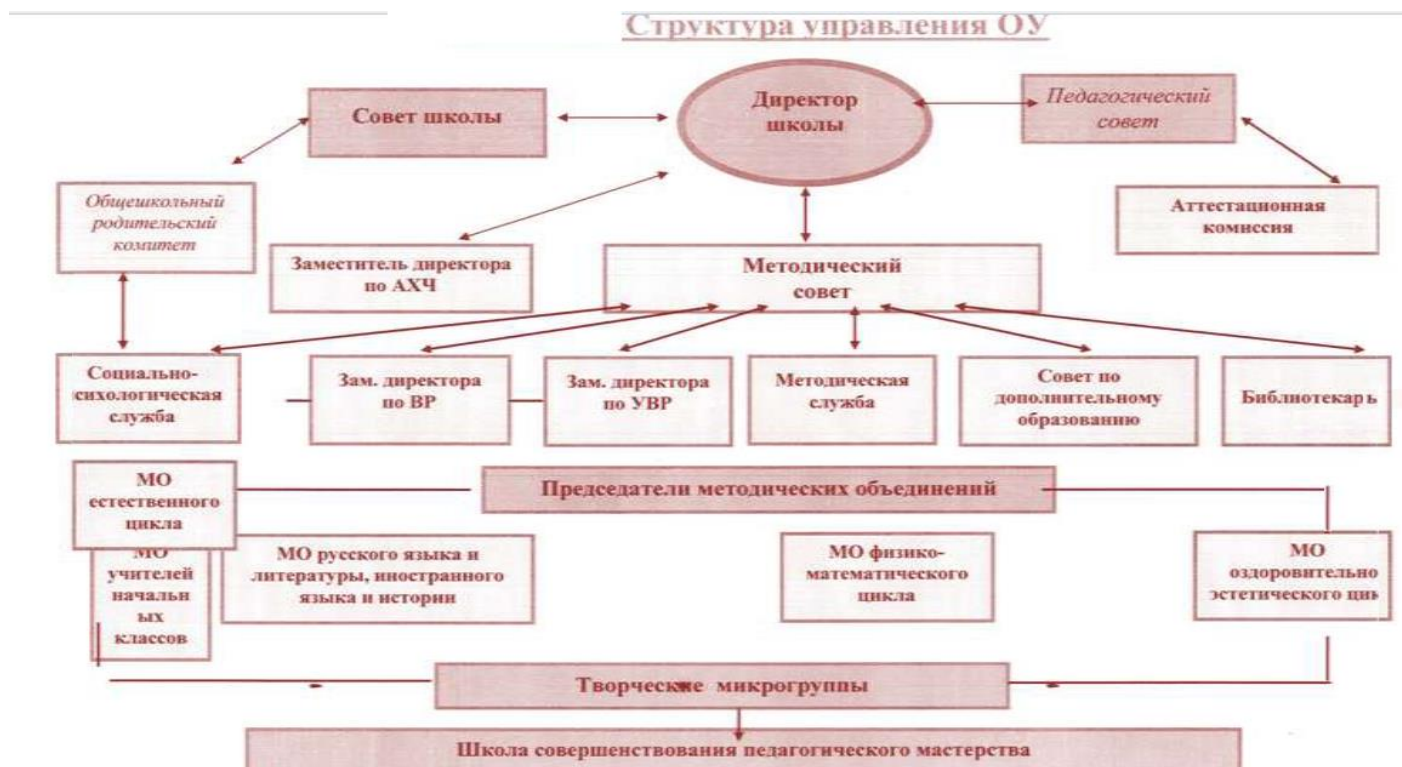 Структура управления ОУ
Совет школы
Директор
школы
Педагогический
совет
Общешкольный
родительский
комитет
Аттестационная
комиссия
Заместитель директора
по АХЧ
Методический
совет
Социально-
сихологическая
служба
Зам. директора
по ВР
Зам. директора
по УВР
Методическая
служба
Совет по
дополнительному
образованию
Библиотекарь
МО
естественного
цикла
Председатели методических объединений
МО
учителей
начальн
ых
классов
МО русского языка и
литературы, иностранного
языка и истории
МО физико-
математического
цикла
МО
оздоровительно
эстетического цик
Творческие микрогруппы
Школа совершенствования педагогического мастерства